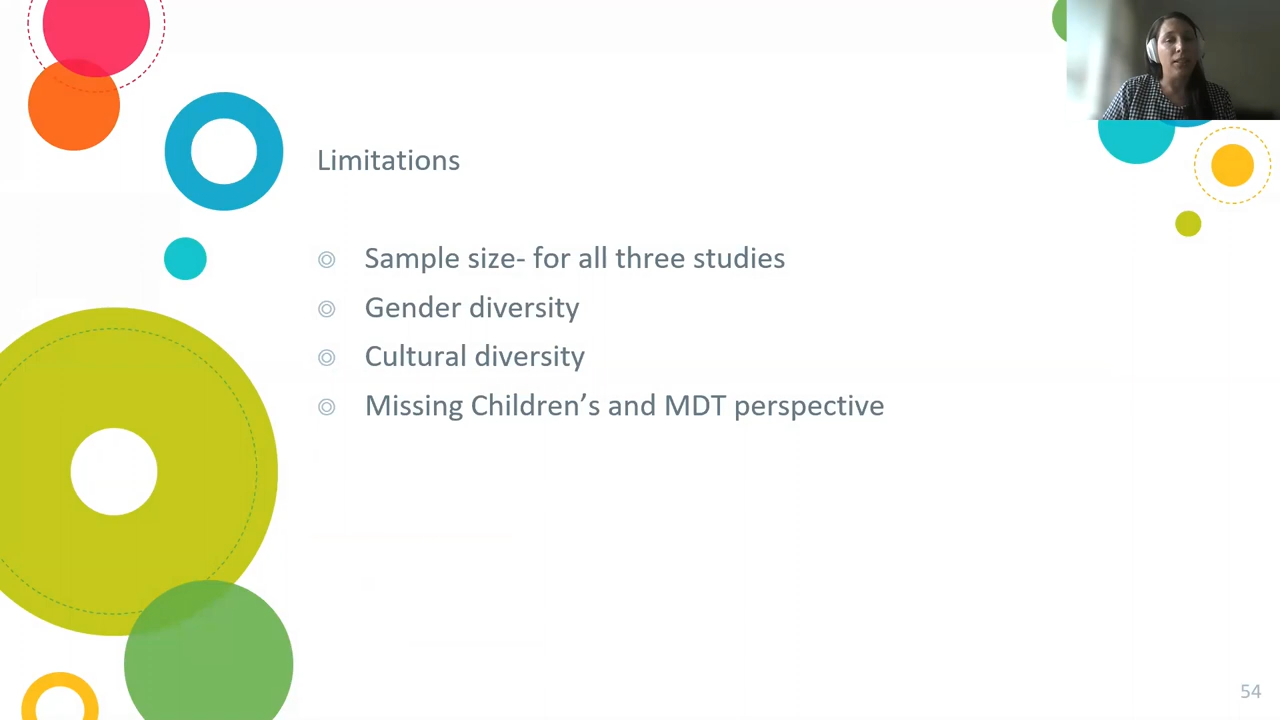 Limitations
Sample size- for all three studies
Gender diversity
Cultural diversity
Missing Children’s and MDT perspective
54